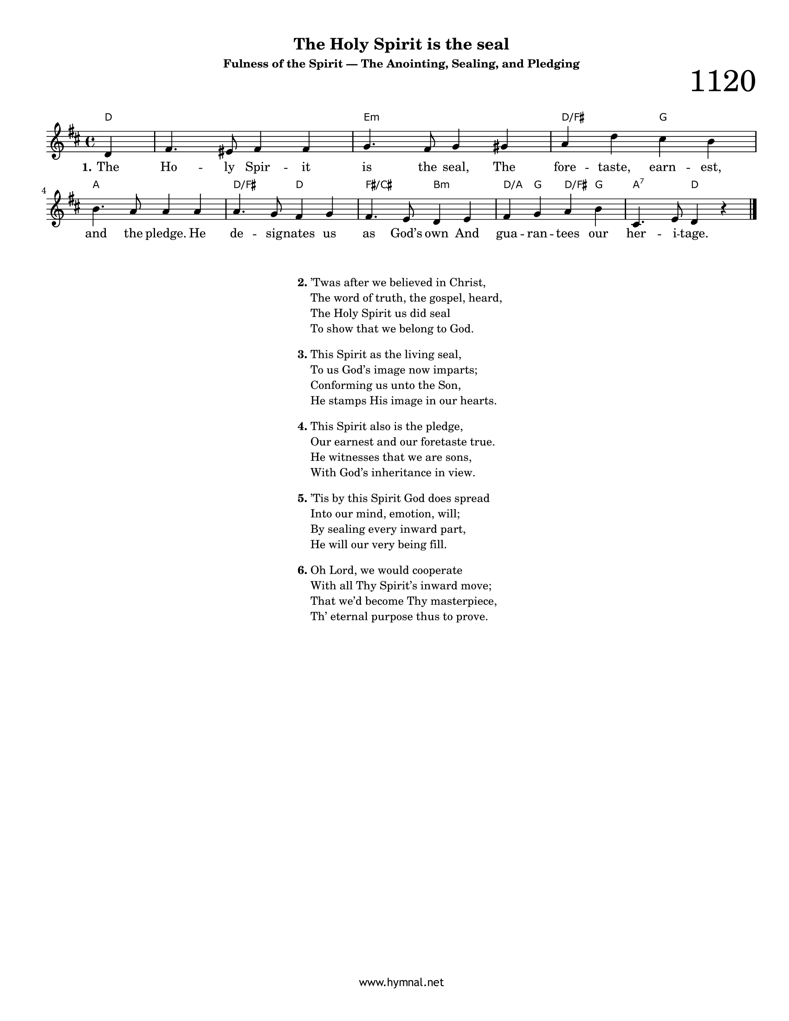 The Holy Spirit is the seal
Fulness of the Spirit — The Anointing, Sealing, and Pledging
1120
D Em D/F♯ G
1. The Ho - ly Spir - it is the seal, The fore - taste, earn - est,
4
A D/F♯ D F♯/C♯ Bm D/A G D/F♯ G A7 D
and the pledge. He de - signates us as God's own And gua - ran - tees our her - i-tage.
2. 'Twas after we believed in Christ,
The word of truth, the gospel, heard,
The Holy Spirit us did seal
To show that we belong to God.
3. This Spirit as the living seal,
To us God's image now imparts;
Conforming us unto the Son,
He stamps His image in our hearts.
4. This Spirit also is the pledge,
Our earnest and our foretaste true.
He witnesses that we are sons,
With God's inheritance in view.
5. 'Tis by this Spirit God does spread
Into our mind, emotion, will;
By sealing every inward part,
He will our very being fill.
6. Oh Lord, we would cooperate
With all Thy Spirit's inward move;
That we'd become Thy masterpiece,
Th' eternal purpose thus to prove.
www.hymnal.net